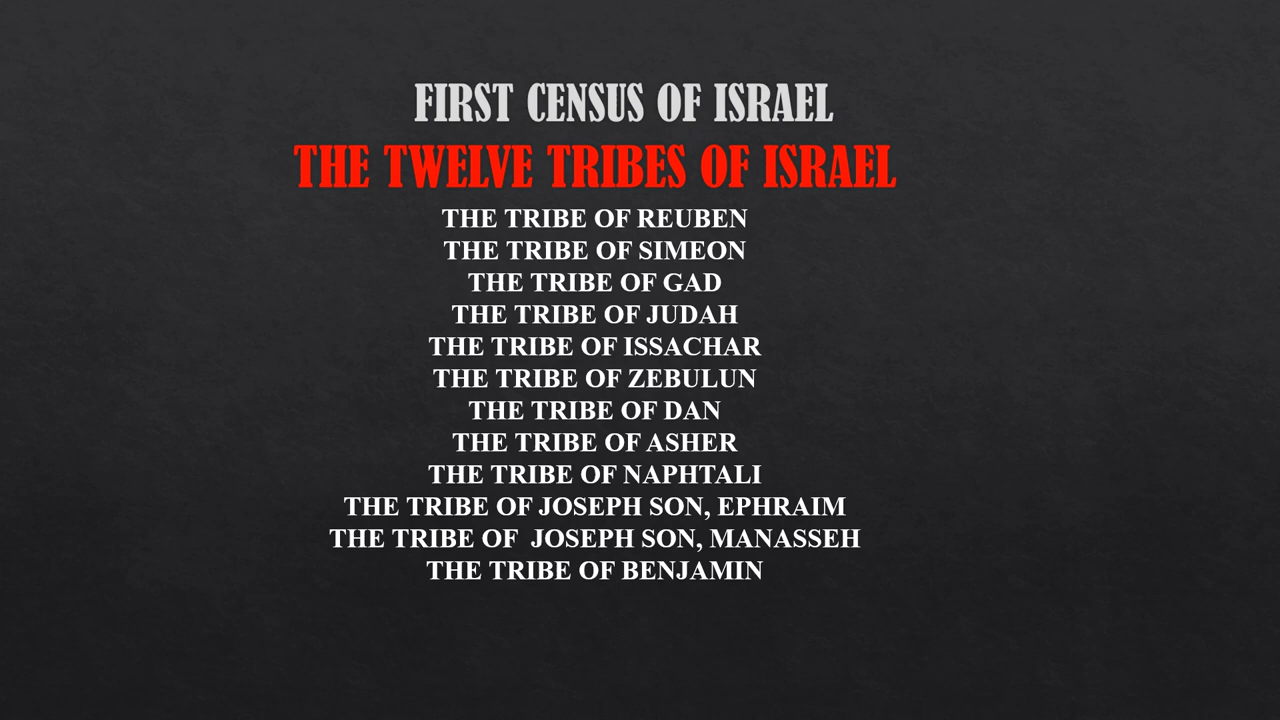 FIRST CENSUS OF ISRAEL
THE TWELVE TRIBES OF ISRAEL
THE TRIBE OF REUBEN
THE TRIBE OF SIMEON
THE TRIBE OF GAD
THE TRIBE OF JUDAH
THE TRIBE OF ISSACHAR
THE TRIBE OF ZEBULUN
THE TRIBE OF DAN
THE TRIBE OF ASHER
THE TRIBE OF NAPHTALI
THE TRIBE OF JOSEPH SON, EPHRAIM
THE TRIBE OF  JOSEPH SON, MANASSEH
THE TRIBE OF BENJAMIN